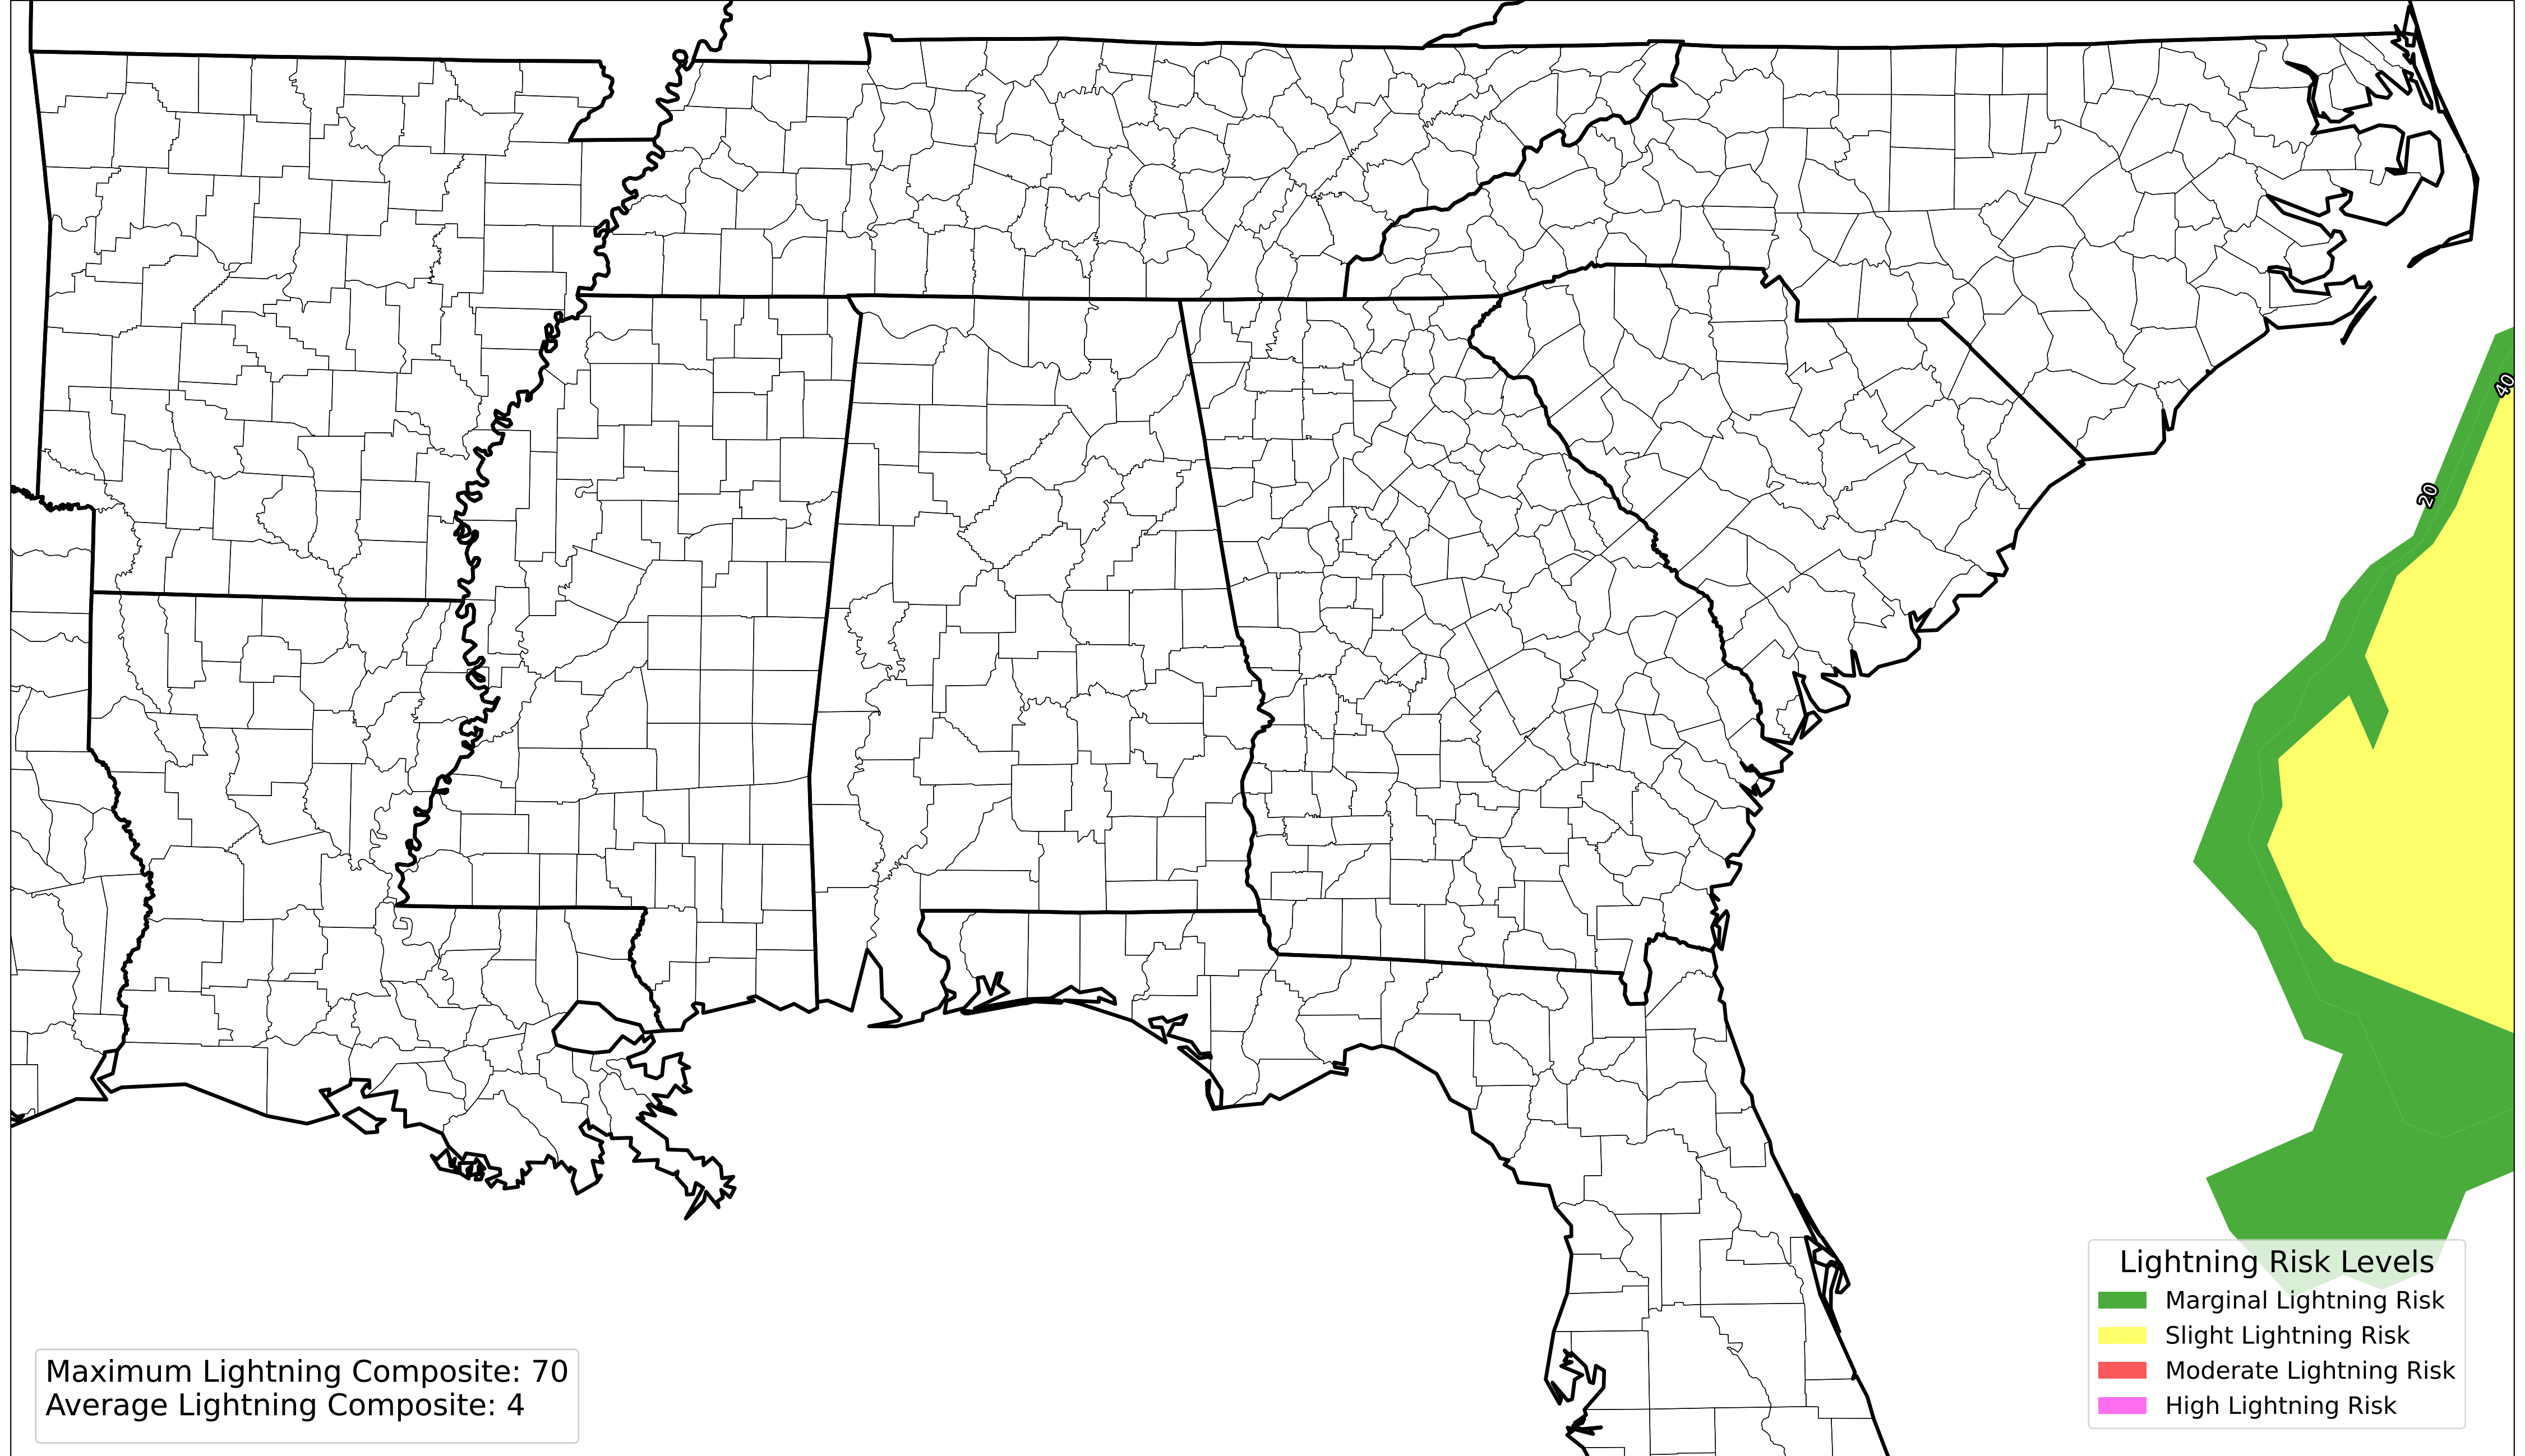 40
20
Lightning Risk Levels
Marginal Lightning Risk
Slight Lightning Risk
Moderate Lightning Risk
High Lightning Risk
Maximum Lightning Composite: 70
Average Lightning Composite: 4